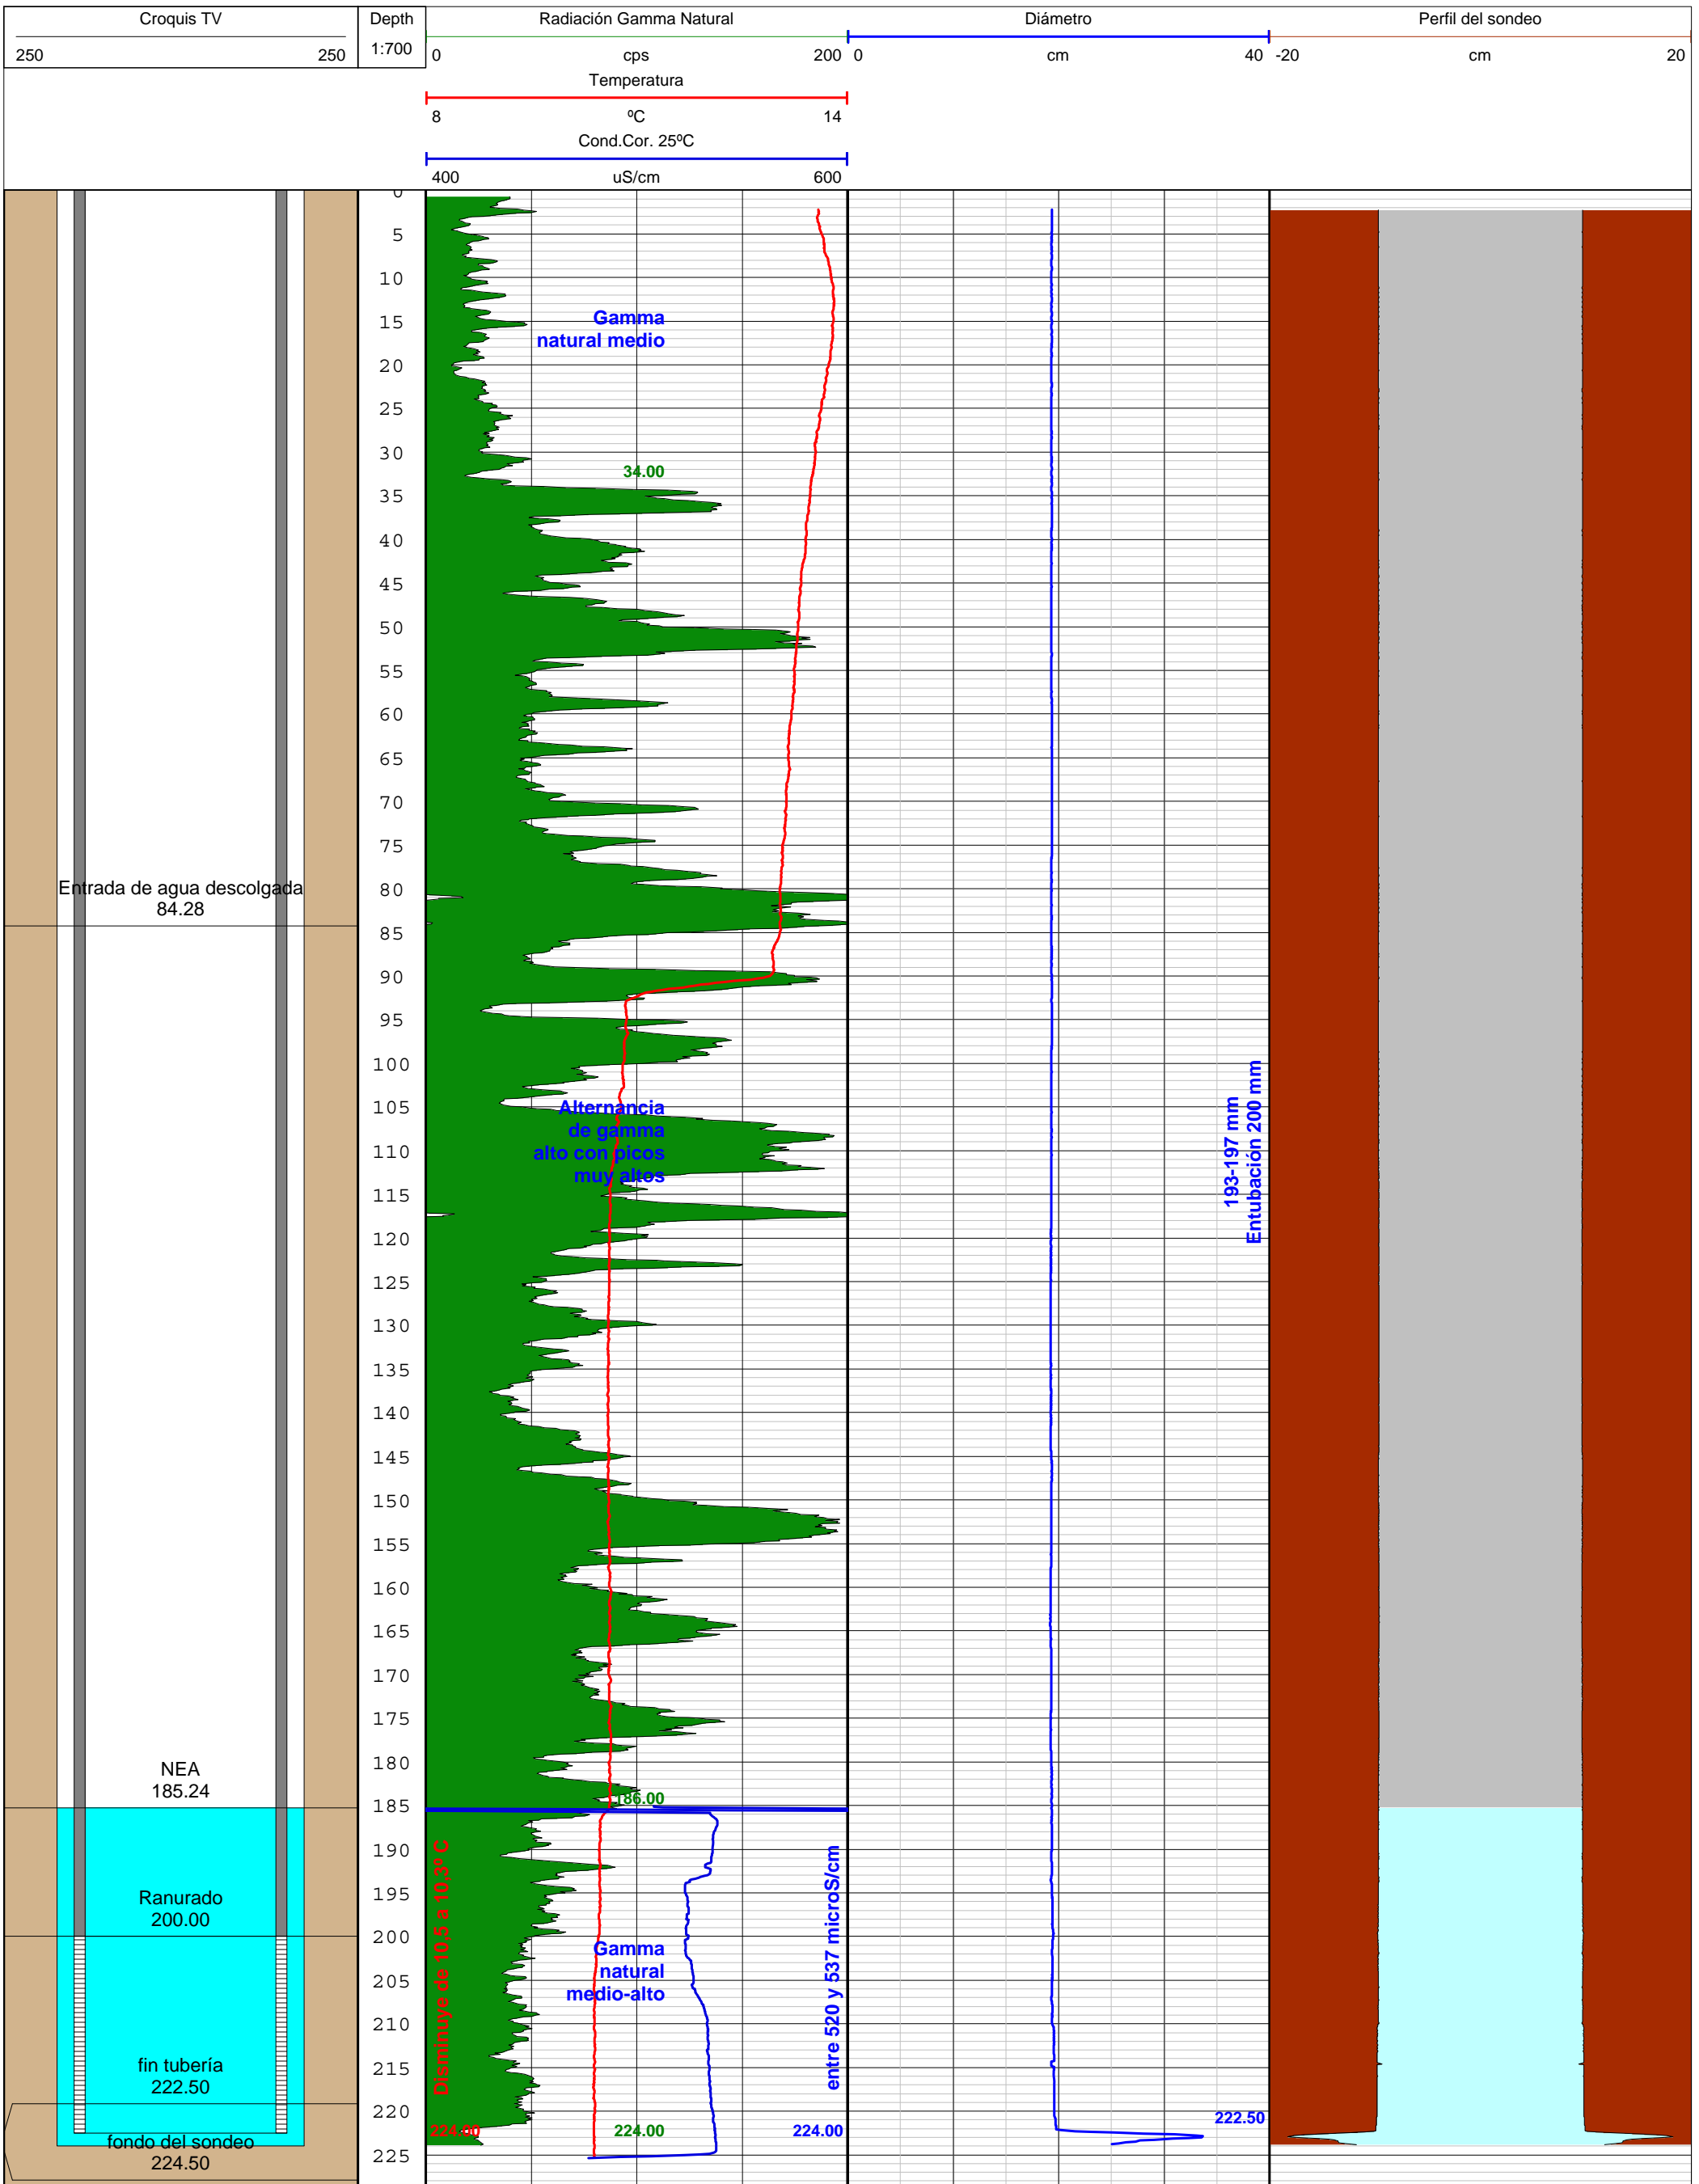 Croquis TV
250 250
Depth
1:700
Radiación Gamma Natural
0 cps 200
Temperatura
8 ºC 14
Cond.Cor. 25ºC
400 uS/cm 600
Diámetro
0 cm 40
Perfil del sondeo
-20 cm 20
0
5
10
15
20
25
30
35
40
45
50
55
60
65
70
75
80
85
90
95
100
105
110
115
120
125
130
135
140
145
150
155
160
165
170
175
180
185
190
195
200
205
210
215
220
225
Entrada de agua descolgada
84.28
NEA
185.24
Ranurado
200.00
fin tubería
222.50
fondo del sondeo
224.50
Gamma
natural medio
34.00
Alternancia
de gamma
alto con picos
muy altos
186.00
Disminuye de 10,5 a 10,3º C
Gamma
natural
medio-alto
entre 520 y 537 microS/cm
224.00
224.00
224.00
193-197 mm
Entubación 200 mm
222.50